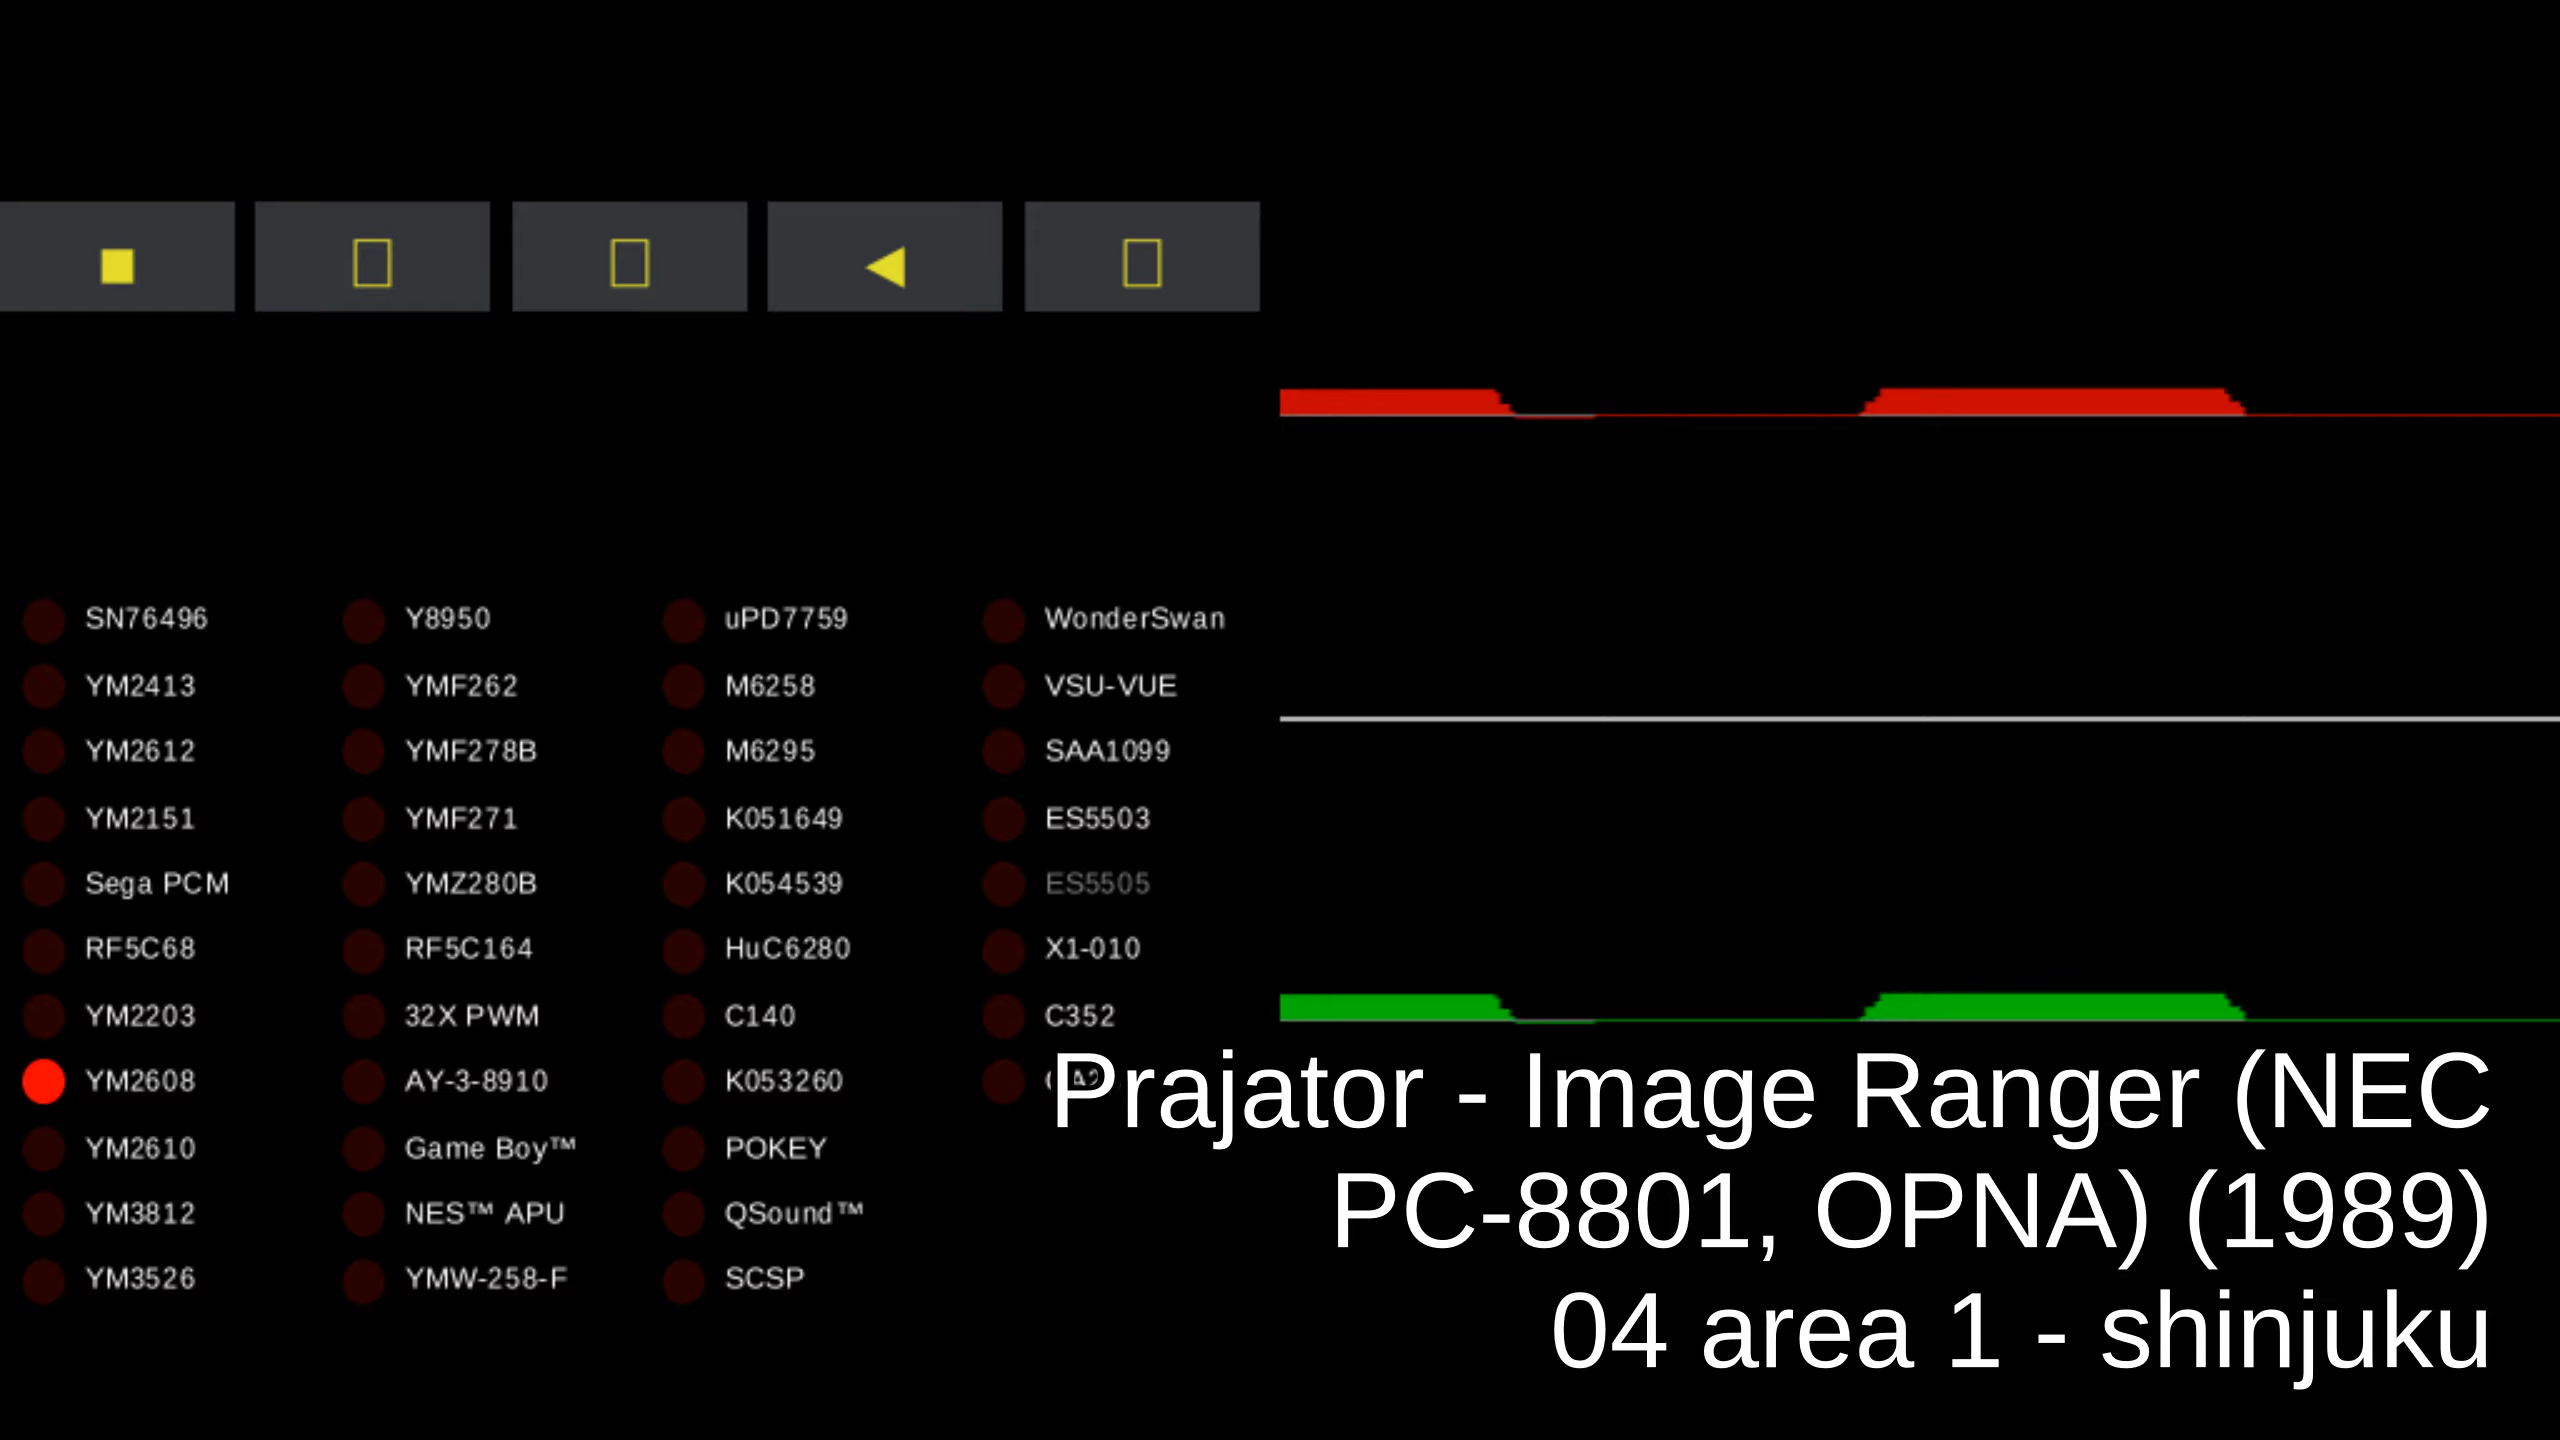 SN76496
YM2413
YM2612
YM2151
Sega PCM
RF5C68
YM2203
YM2608
YM2610
YM3812
YM3526
Y8950
YMF262
YMF278B
YMF271
YMZ280B
RF5C164
32X PWM
AY-3-8910
Game Boy™
NES™ APU
YMW-258-F
uPD7759
M6258
M6295
K051649
K054539
HuC6280
C140
K053260
POKEY
QSound™
SCSP
WonderSwan
VSU-VUE
SAA1099
ES5503
ES5505
X1-010
C352
Prajator - Image Ranger (NEC
PC-8801, OPNA) (1989)
04 area 1 - shinjuku